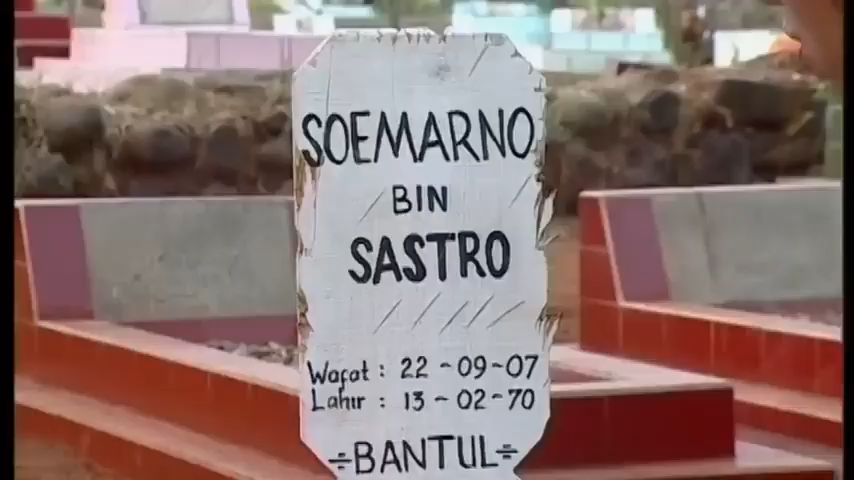 SOEMARNO
BIN
SASTRO
Wafat : 22-09-07
Lahir : 13-02-70
÷BANTUL÷